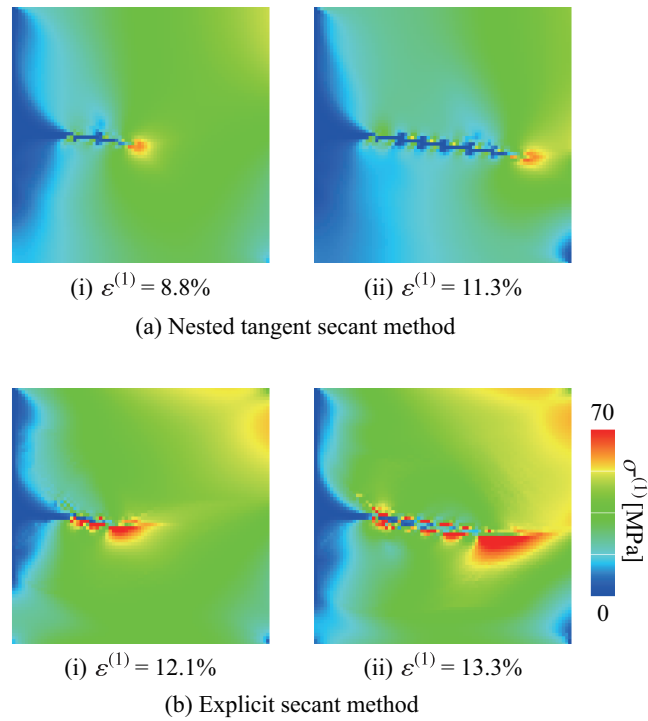 (i) ε(1) = 8.8%
(ii) ε(1) = 11.3%
(a) Nested tangent secant method
70
σ(1) [MPa]
0
(i) ε(1) = 12.1%
(ii) ε(1) = 13.3%
(b) Explicit secant method